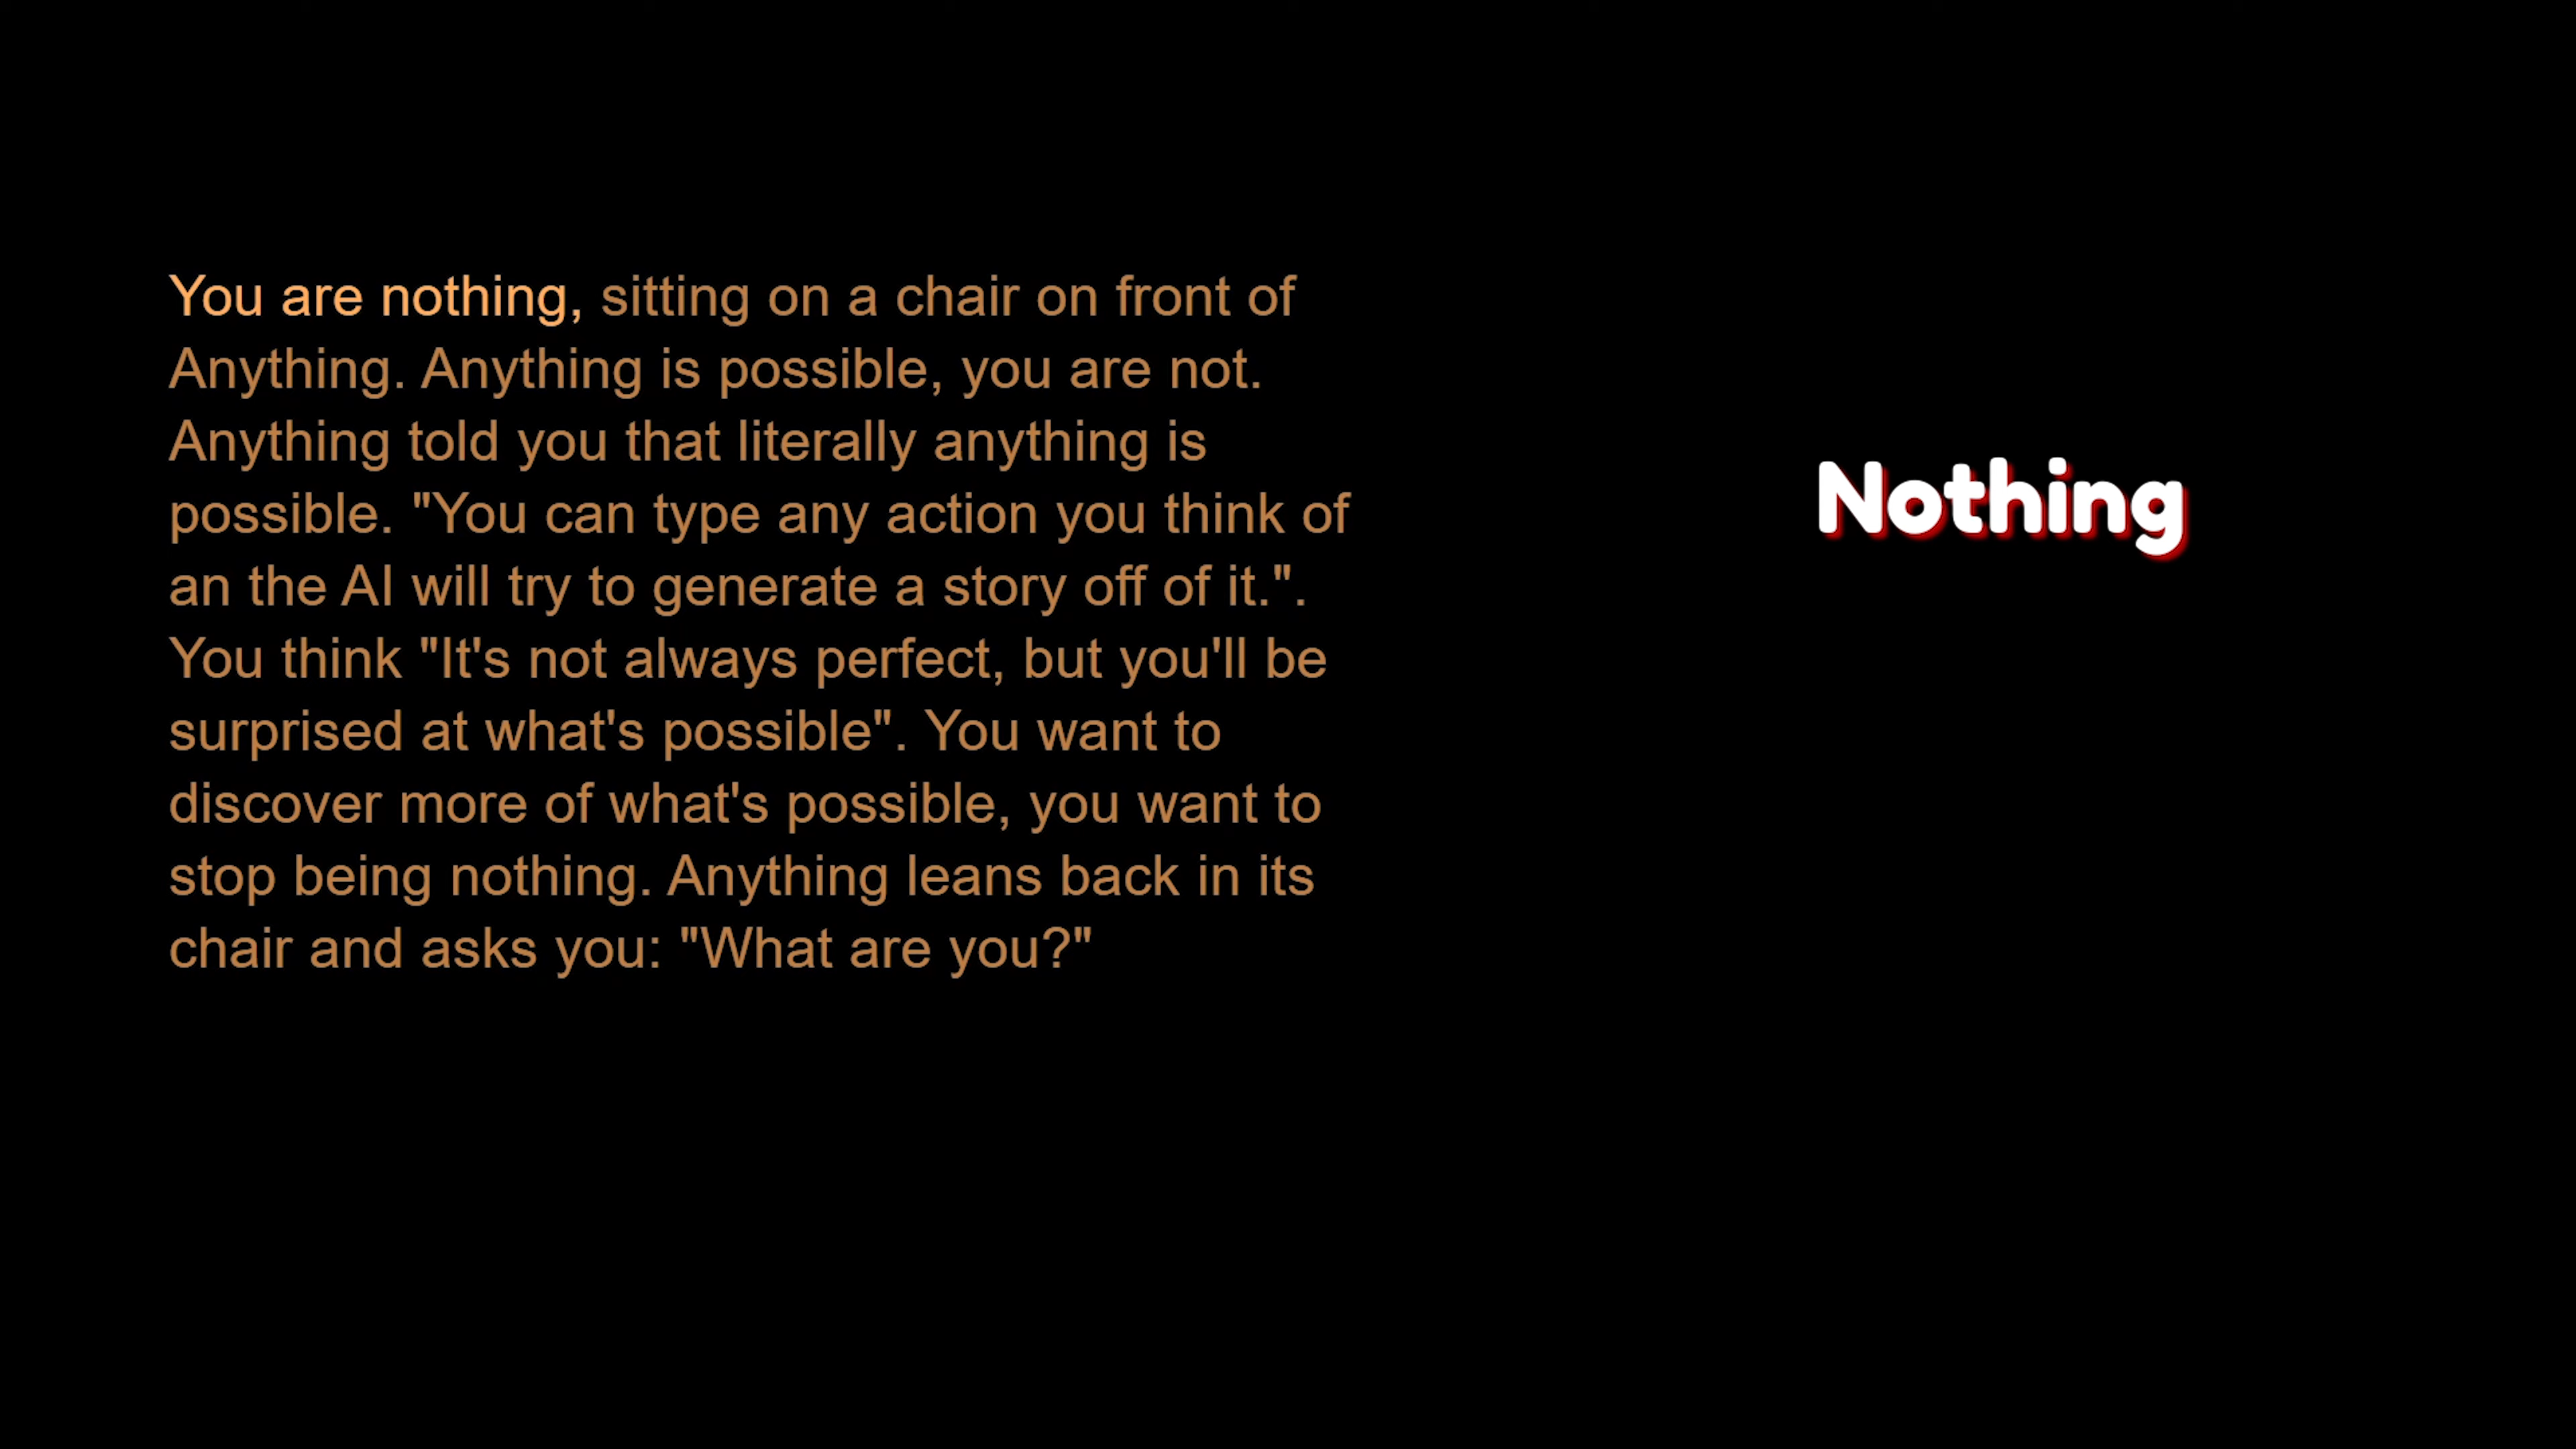 You are nothing, sitting on a chair on front of
Anything. Anything is possible, you are not.
Anything told you that literally anything is
possible. "You can type any action you think of
an the AI will try to generate a story off of it.".
You think "It's not always perfect, but you'll be
surprised at what's possible". You want to
discover more of what's possible, you want to
stop being nothing. Anything leans back in its
chair and asks you: "What are you?"
Nothing